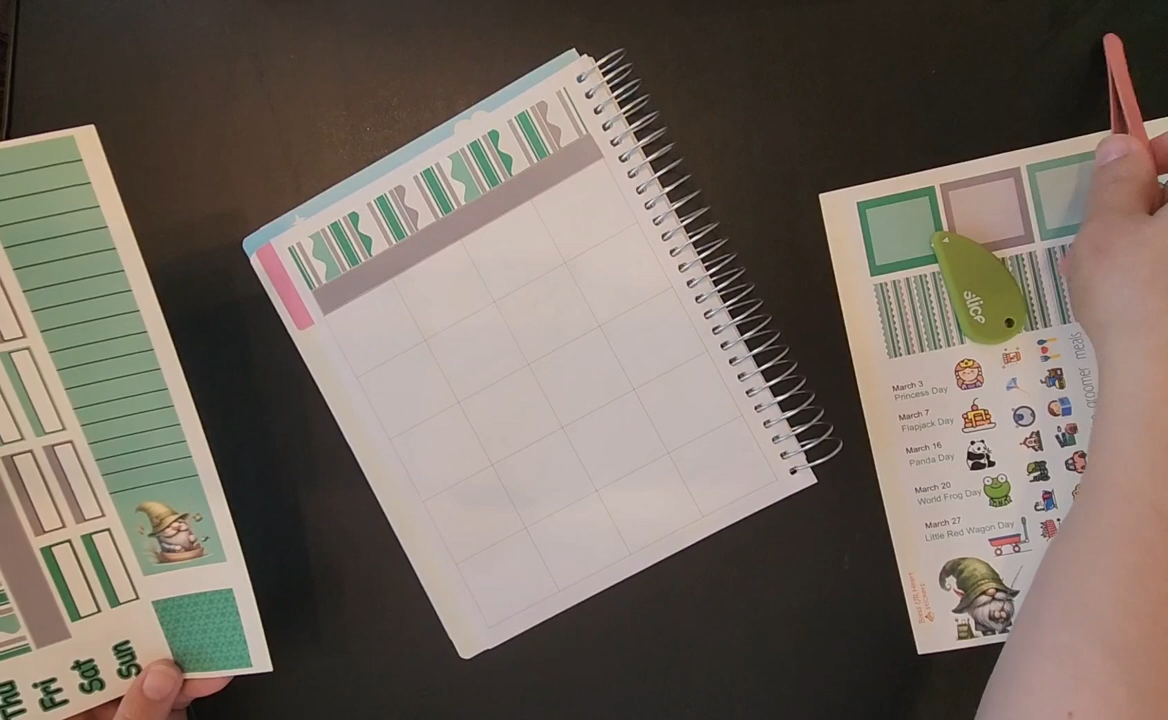 Thu
Fri
Sat
Sun
slice
March 3
Princess Day
March 7
Flapjack Day
March 16
Panda Day
March 20
World Frog Day
March 27
Little Red Wagon Day
groomer meals